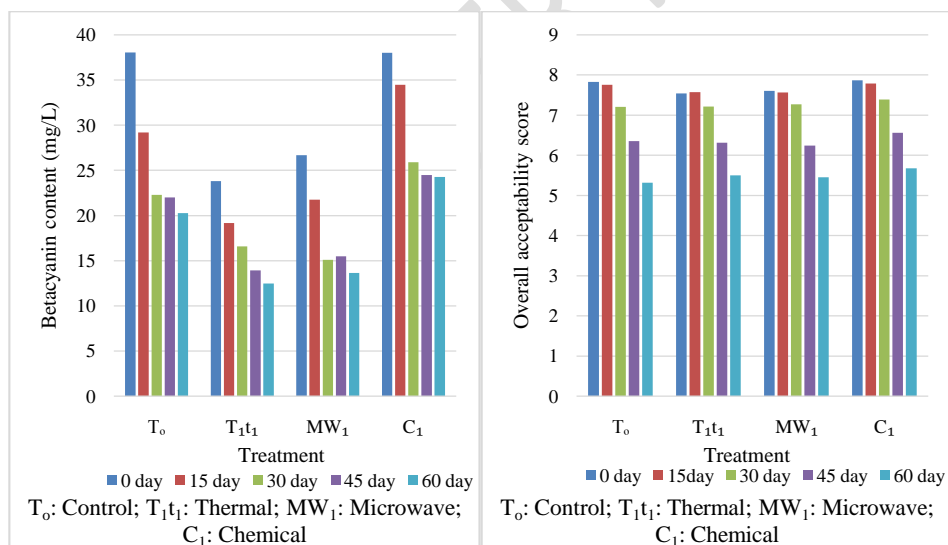 Betacyanin content (mg/L)
40
35
30
25
20
15
10
5
0
Tₒ T₁t₁ MW₁ C₁
Treatment
0 day 15 day 30 day 45 day 60 day
Tₒ: Control; T₁t₁: Thermal; MW₁: Microwave;
C₁: Chemical
Overall acceptability score
9
8
7
6
5
4
3
2
1
0
Tₒ T₁t₁ MW₁ C₁
Treatment
0 day 15day 30 day 45 day 60 day
Tₒ: Control; T₁t₁: Thermal; MW₁: Microwave;
C₁: Chemical